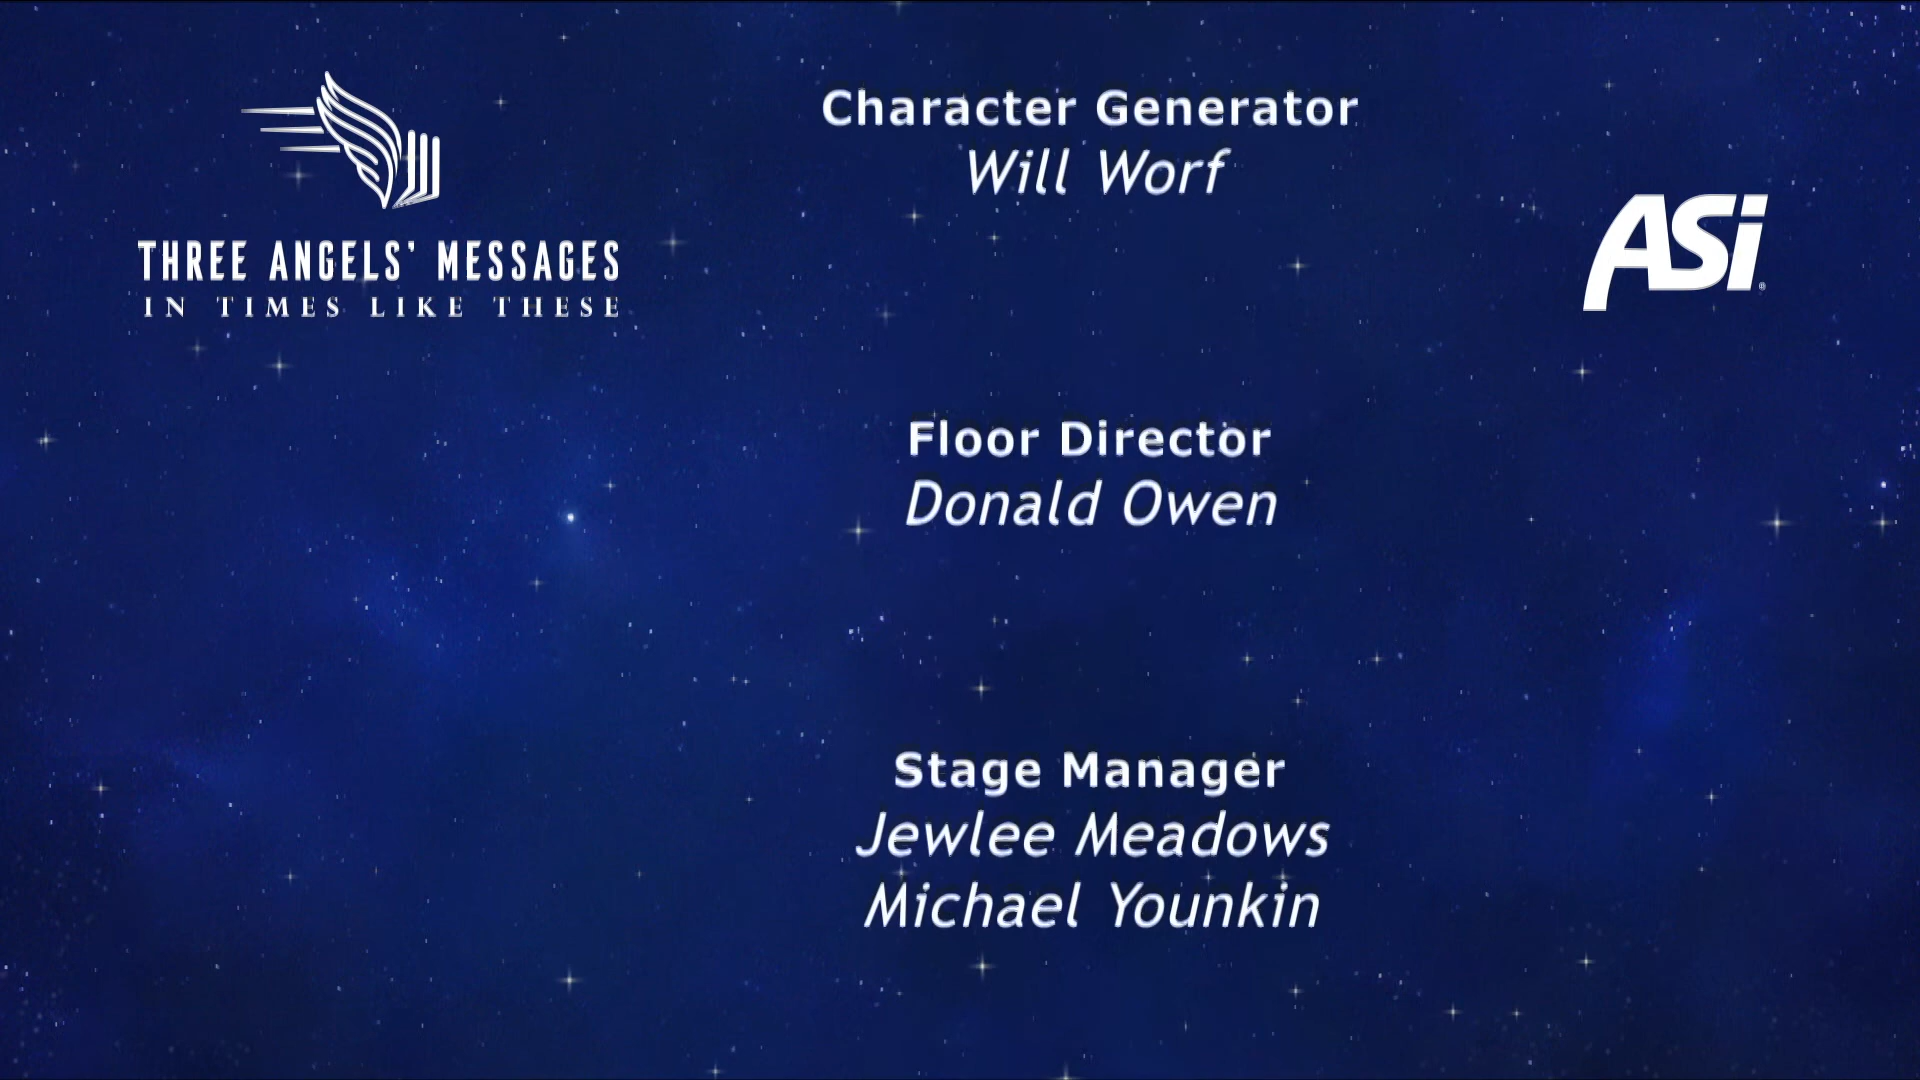 THREE ANGELS' MESSAGES
IN TIMES LIKE THESE
Character Generator
Will Worf
ASi®
Floor Director
Donald Owen
Stage Manager
Jewlee Meadows
Michael Younkin